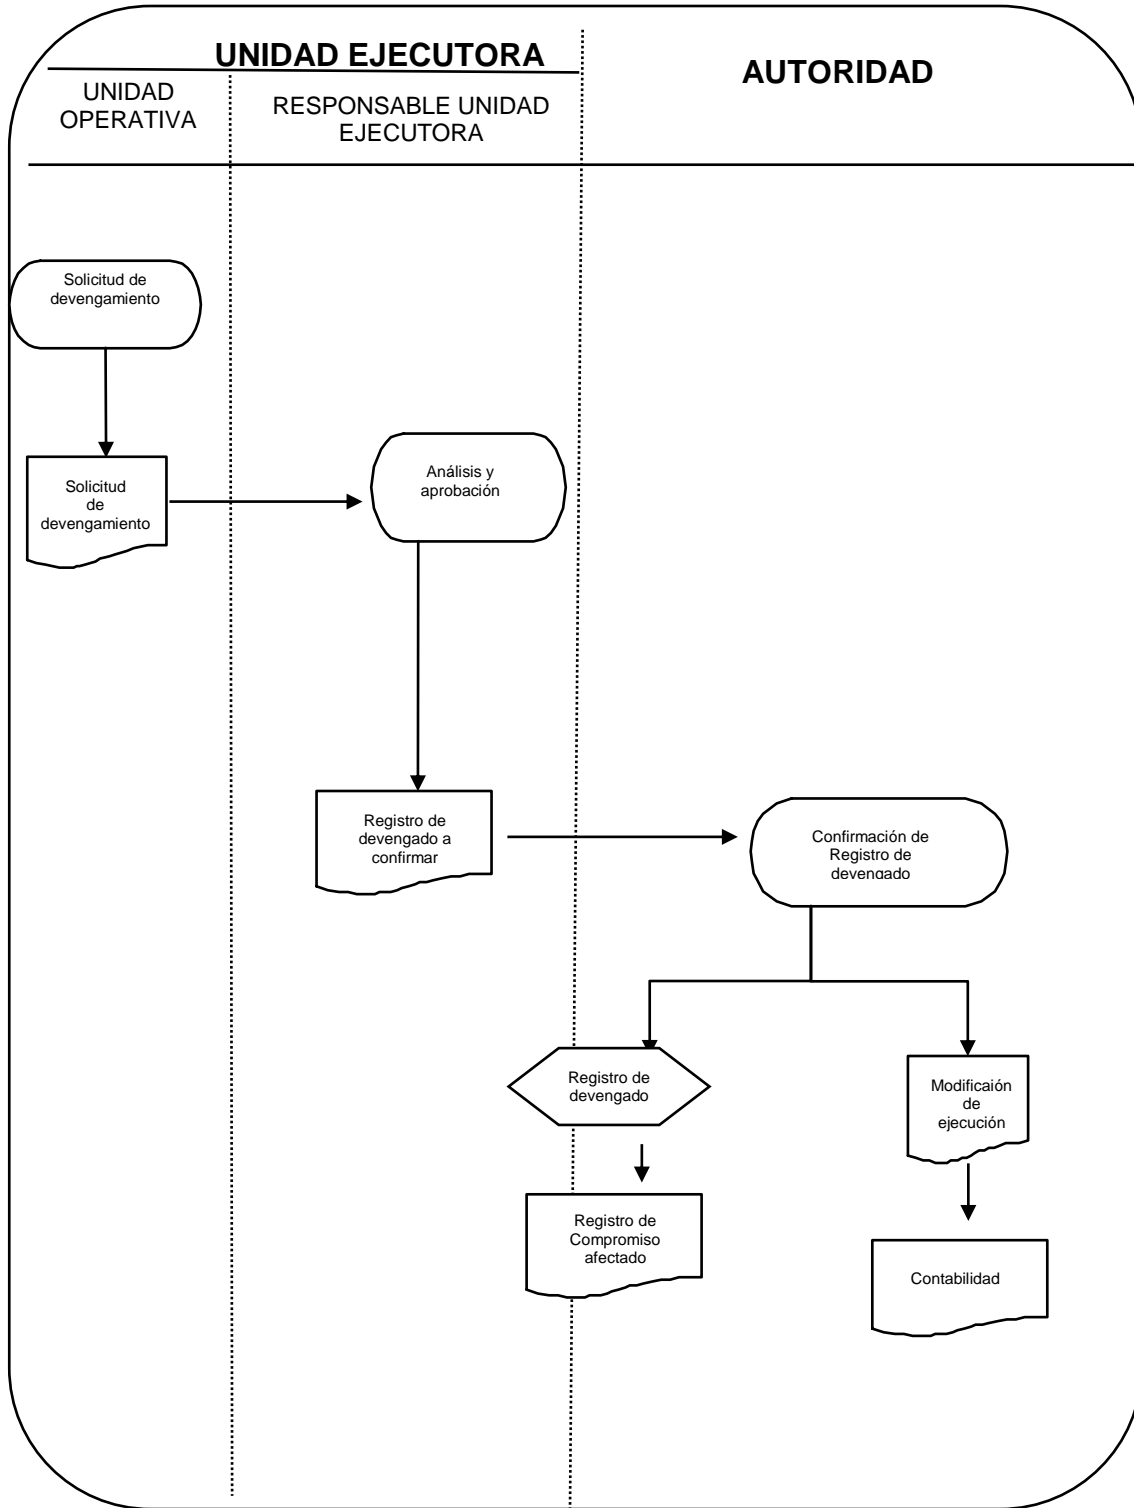 UNIDAD EJECUTORA
AUTORIDAD
UNIDAD
OPERATIVA
RESPONSABLE UNIDAD
EJECUTORA
Solicitud de
devengamiento
Solicitud
de
devengamiento
Análisis y
aprobación
Registro de
devengado a
confirmar
Confirmación de
Registro de
devengado
Registro de
devengado
Modificaión
de
ejecución
Registro de
Compromiso
afectado
Contabilidad